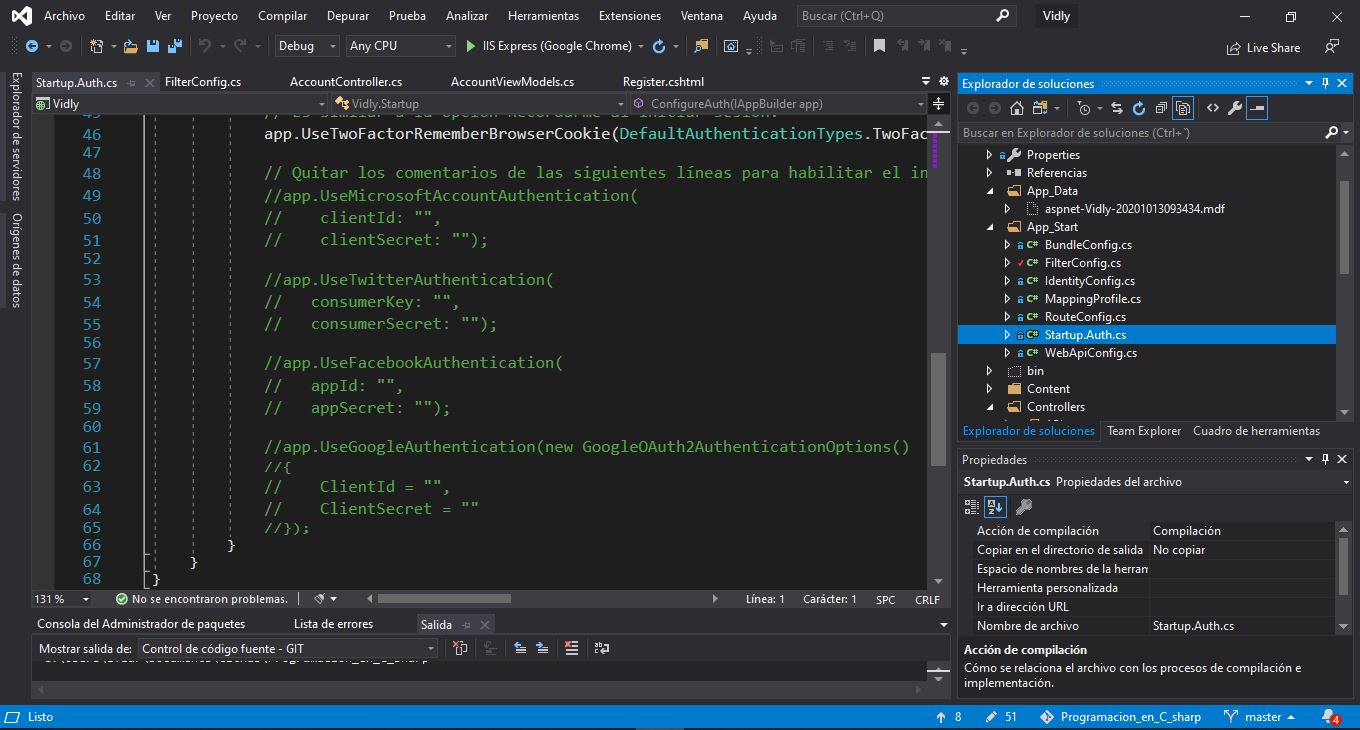 Archivo Editar Ver Proyecto Compilar Depurar Prueba Analizar Herramientas Extensiones Ventana Ayuda Buscar (Ctrl+Q) Vidly
Debug Any CPU IIS Express (Google Chrome) Live Share
Explorador de servidores
Orígenes de datos
Startup.Auth.cs FilterConfig.cs AccountController.cs AccountViewModels.cs Register.cshtml
Vidly Vidly.Startup ConfigureAuth(IAppBuilder app)
45 // Es similar a la opción Recordarme al iniciar sesión.
46 app.UseTwoFactorRememberBrowserCookie(DefaultAuthenticationTypes.TwoFac
47
48 // Quitar los comentarios de las siguientes líneas para habilitar el in
49 //app.UseMicrosoftAccountAuthentication(
50 // clientId: "",
51 // clientSecret: "");
52
53 //app.UseTwitterAuthentication(
54 // consumerKey: "",
55 // consumerSecret: "");
56
57 //app.UseFacebookAuthentication(
58 // appId: "",
59 // appSecret: "");
60
61 //app.UseGoogleAuthentication(new GoogleOAuth2AuthenticationOptions()
62 //{
63 // ClientId = "",
64 // ClientSecret = ""
65 //});
66 }
67 }
68 }
131 % No se encontraron problemas. Línea: 1 Carácter: 1 SPC CRLF
Consola del Administrador de paquetes Lista de errores Salida
Mostrar salida de: Control de código fuente - GIT
Explorador de soluciones
Buscar en Explorador de soluciones (Ctrl+`)
Properties
Referencias
App_Data
aspnet-Vidly-20201013093434.mdf
App_Start
C# BundleConfig.cs
C# FilterConfig.cs
C# IdentityConfig.cs
C# MappingProfile.cs
C# RouteConfig.cs
C# Startup.Auth.cs
C# WebApiConfig.cs
bin
Content
Controllers
Explorador de soluciones Team Explorer Cuadro de herramientas
Propiedades
Startup.Auth.cs Propiedades del archivo
Acción de compilación Compilación
Copiar en el directorio de salida No copiar
Espacio de nombres de la herram
Herramienta personalizada
Ir a dirección URL
Nombre de archivo Startup.Auth.cs
Acción de compilación
Cómo se relaciona el archivo con los procesos de compilación e
implementación.
Listo 8 51 Programacion_en_C_sharp master 4